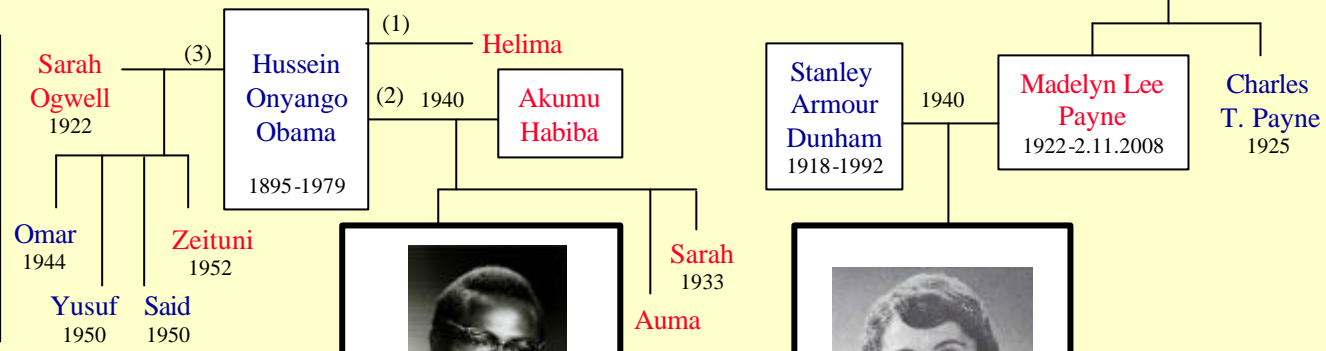 (1)
Helima
Sarah
Ogwell
1922
(3)
Hussein
Onyango
Obama
1895-1979
(2) 1940
Akumu
Habiba
Stanley
Armour
Dunham
1918-1992
1940
Madelyn Lee
Payne
1922-2.11.2008
Charles
T. Payne
1925
Omar
1944
Yusuf
1950
Said
1950
Zeituni
1952
Sarah
1933
Auma